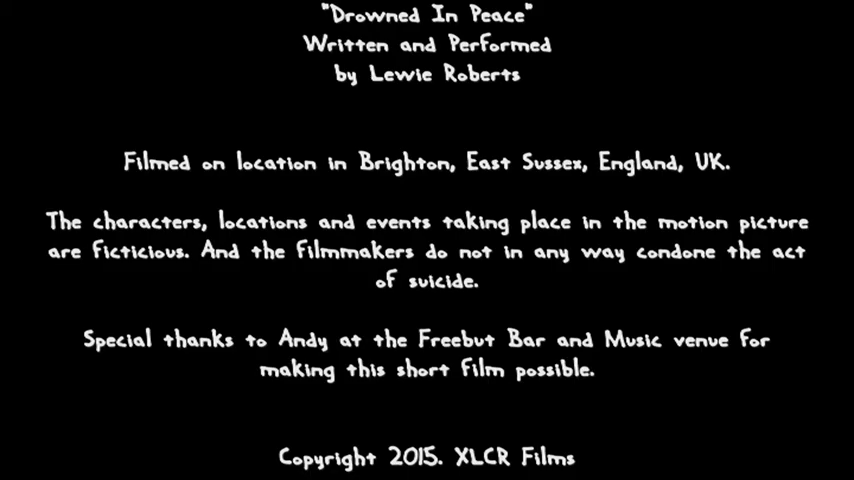 "Drowned In Peace"
Written and Performed
by Lewie Roberts
Filmed on location in Brighton, East Sussex, England, UK.
The characters, locations and events taking place in the motion picture
are ficticious. And the filmmakers do not in any way condone the act
of suicide.
Special thanks to Andy at the Freebut Bar and Music venue for
making this short film possible.
Copyright 2015. XLCR Films